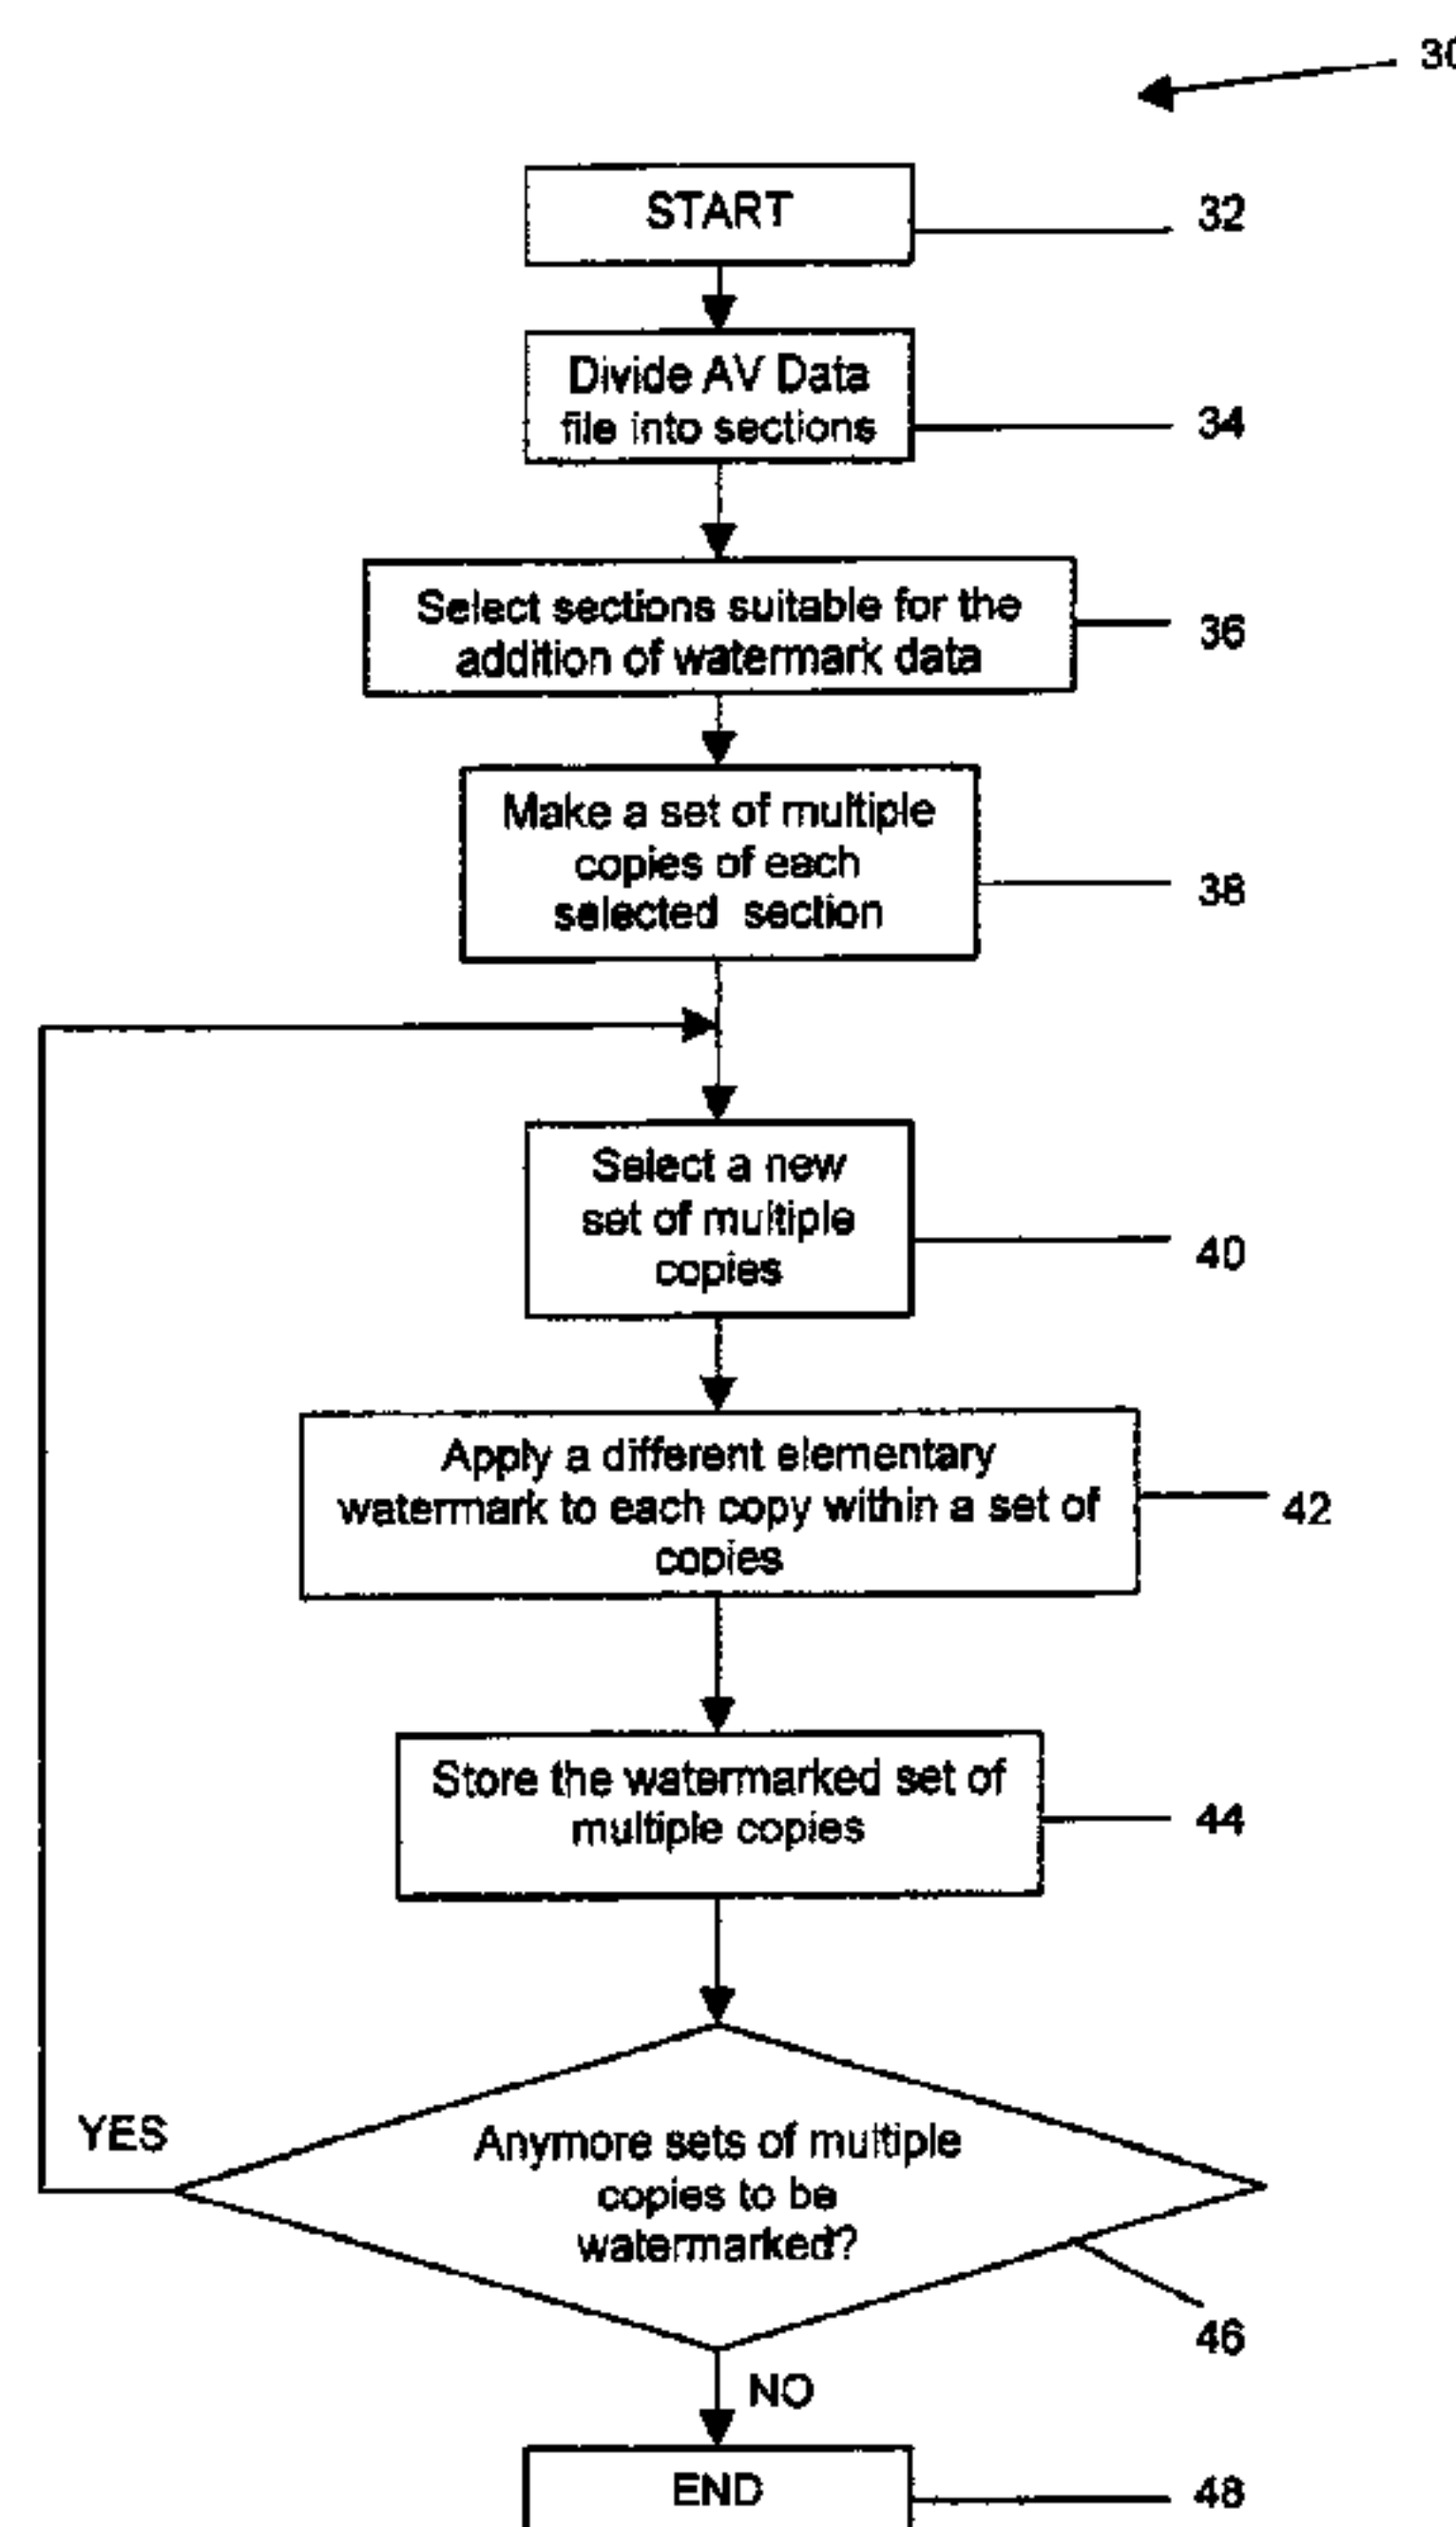 30
START
32
Divide AV Data
file into sections
34
Select sections suitable for the
addition of watermark data
36
Make a set of multiple
copies of each
selected section
38
Select a new
set of multiple
copies
40
Apply a different elementary
watermark to each copy within a set of
copies
42
Store the watermarked set of
multiple copies
44
YES
Anymore sets of multiple
copies to be
watermarked?
46
NO
END
48